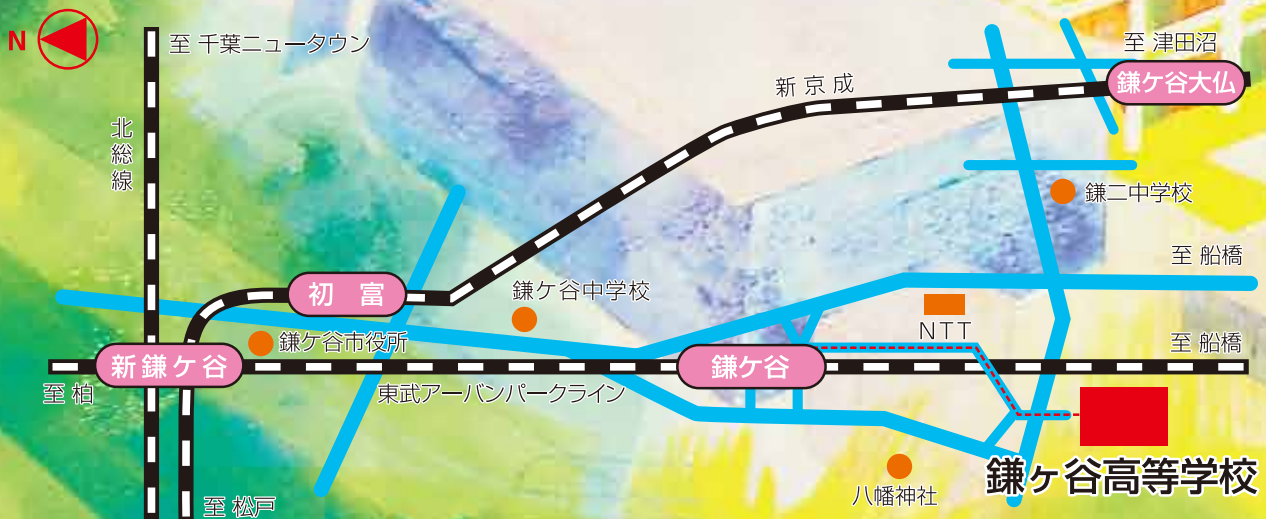 N
至 千葉ニュータウン
至 津田沼
新京成
鎌ケ谷大仏
北総線
鎌二中学校
至 船橋
初富
鎌ケ谷中学校
NTT
鎌ケ谷市役所
至 船橋
新鎌ケ谷
鎌ケ谷
至 柏
東武アーバンパークライン
鎌ヶ谷高等学校
八幡神社
至 松戸